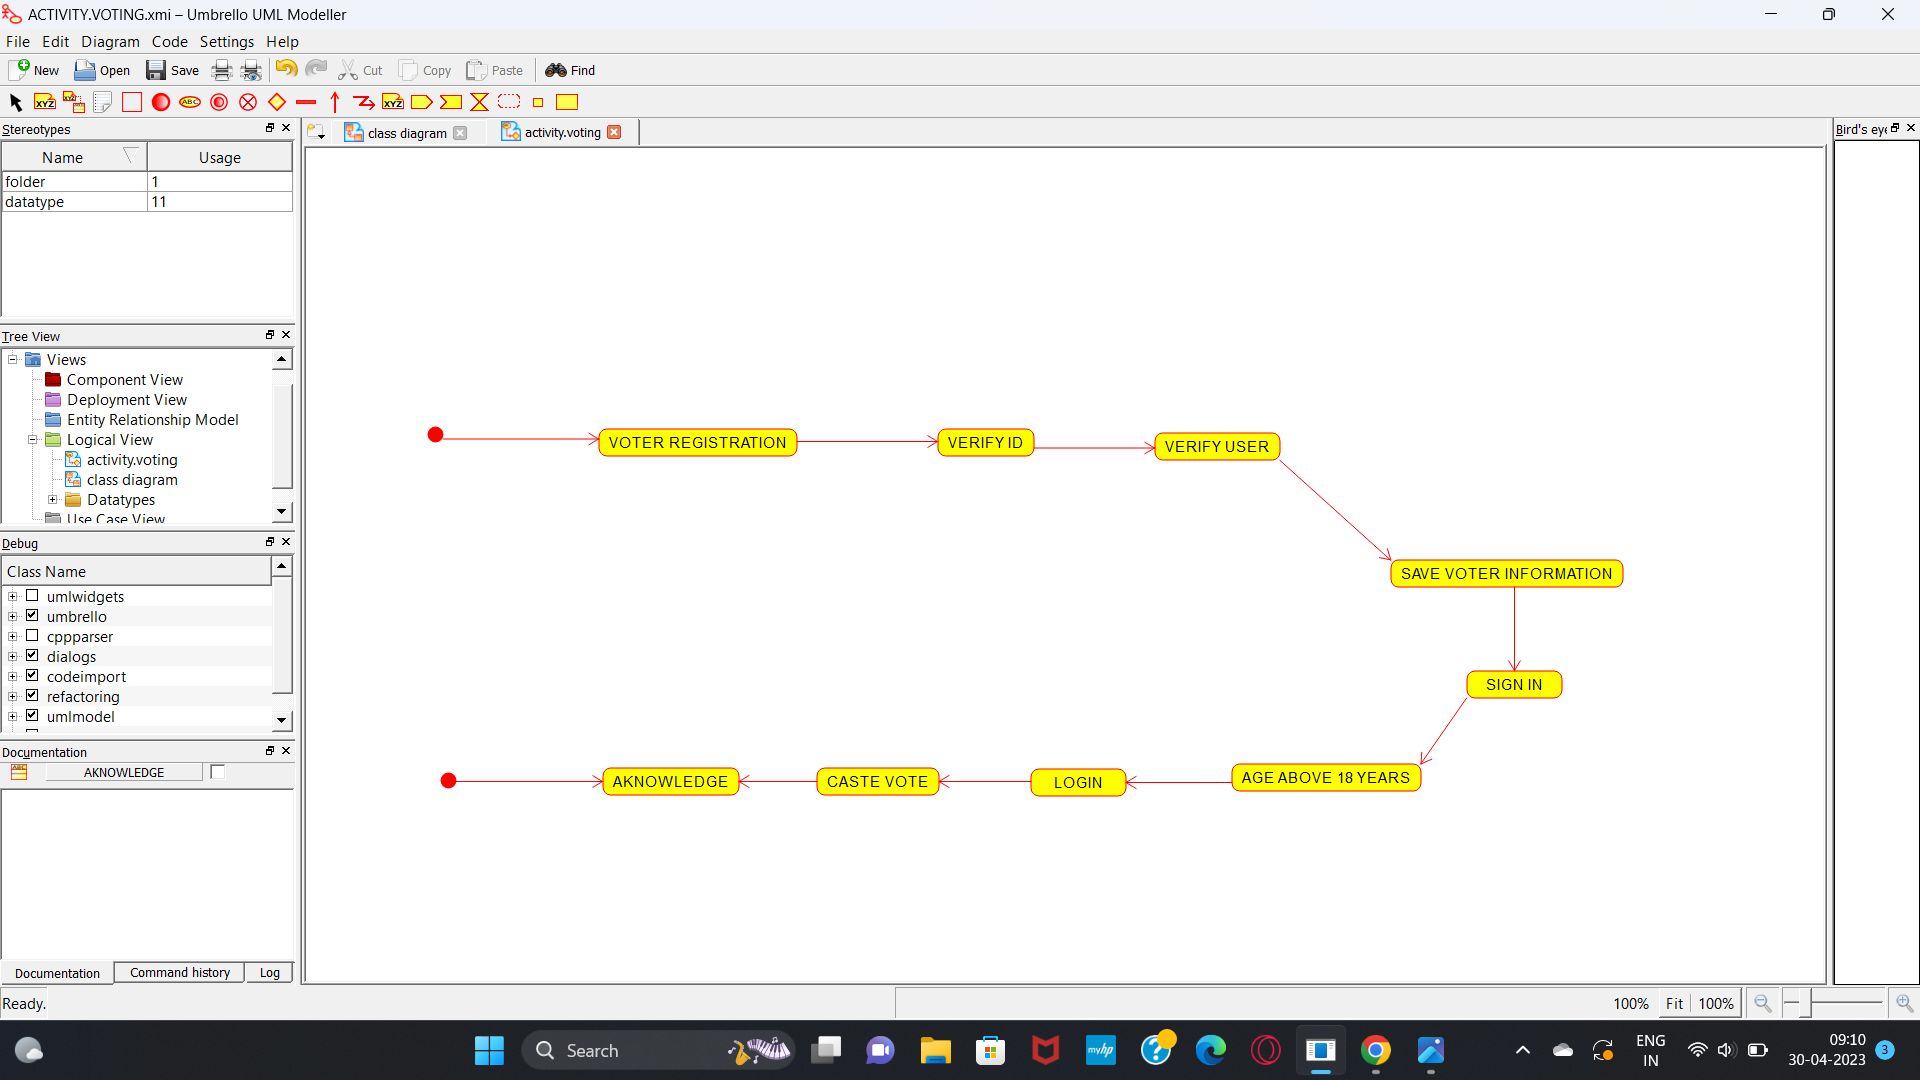 ACTIVITY.VOTING.xmi – Umbrello UML Modeller
File Edit Diagram Code Settings Help
New Open Save Cut Copy Paste Find
XYZ XYZ ABC XYZ
Stereotypes
Name Usage
folder 1
datatype 11
Tree View
Views
Component View
Deployment View
Entity Relationship Model
Logical View
activity.voting
class diagram
Datatypes
Use Case View
Debug
Class Name
umlwidgets
umbrello
cppparser
dialogs
codeimport
refactoring
umlmodel
Documentation
AKNOWLEDGE
Documentation Command history Log
Ready.
class diagram activity.voting
VOTER REGISTRATION
VERIFY ID
VERIFY USER
SAVE VOTER INFORMATION
SIGN IN
AGE ABOVE 18 YEARS
LOGIN
CASTE VOTE
AKNOWLEDGE
Bird's eye
100% Fit 100%
Search
myhp
ENG
IN
09:10
30-04-2023
3